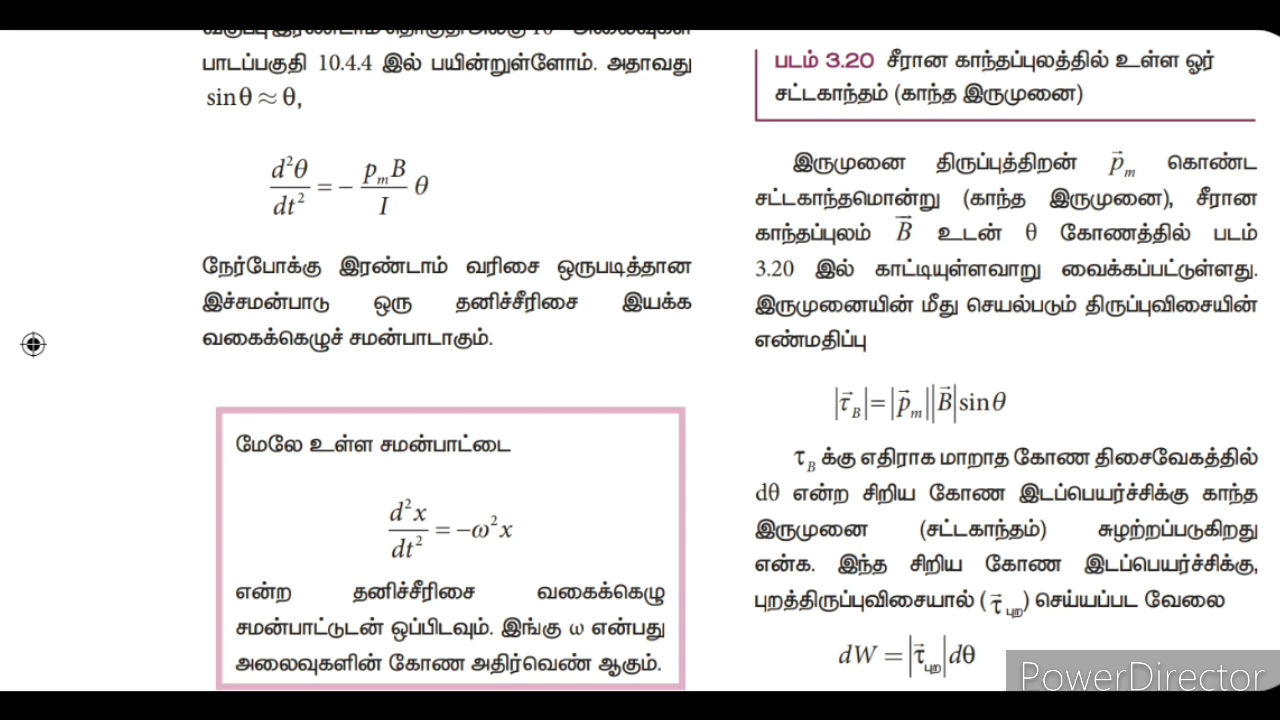 பாடப்பகுதி 10.4.4 இல் பயின்றுள்ளோம். அதாவது
sinθ ≈ θ,
d²θ/dt² = − pₘB/I θ
நேர்போக்கு இரண்டாம் வரிசை ஒருபடித்தான
இச்சமன்பாடு ஒரு தனிச்சீரிசை இயக்க
வகைக்கெழுச் சமன்பாடாகும்.
மேலே உள்ள சமன்பாட்டை
d²x/dt² = −ω²x
என்ற தனிச்சீரிசை வகைக்கெழு
சமன்பாட்டுடன் ஒப்பிடவும். இங்கு ω என்பது
அலைவுகளின் கோண அதிர்வெண் ஆகும்.
படம் 3.20 சீரான காந்தப்புலத்தில் உள்ள ஓர்
சட்டகாந்தம் (காந்த இருமுனை)
இருமுனை திருப்புத்திறன் p⃗ₘ கொண்ட
சட்டகாந்தமொன்று (காந்த இருமுனை), சீரான
காந்தப்புலம் B⃗ உடன் θ கோணத்தில் படம்
3.20 இல் காட்டியுள்ளவாறு வைக்கப்பட்டுள்ளது.
இருமுனையின் மீது செயல்படும் திருப்புவிசையின்
எண்மதிப்பு
|τ⃗_B| = |p⃗ₘ||B⃗| sinθ
τ_B க்கு எதிராக மாறாத கோண திசைவேகத்தில்
dθ என்ற சிறிய கோண இடப்பெயர்ச்சிக்கு காந்த
இருமுனை (சட்டகாந்தம்) சுழற்றப்படுகிறது
என்க. இந்த சிறிய கோண இடப்பெயர்ச்சிக்கு,
புறத்திருப்புவிசையால் (τ⃗_புற) செய்யப்பட வேலை
dW = |τ⃗_புற| dθ
PowerDirector